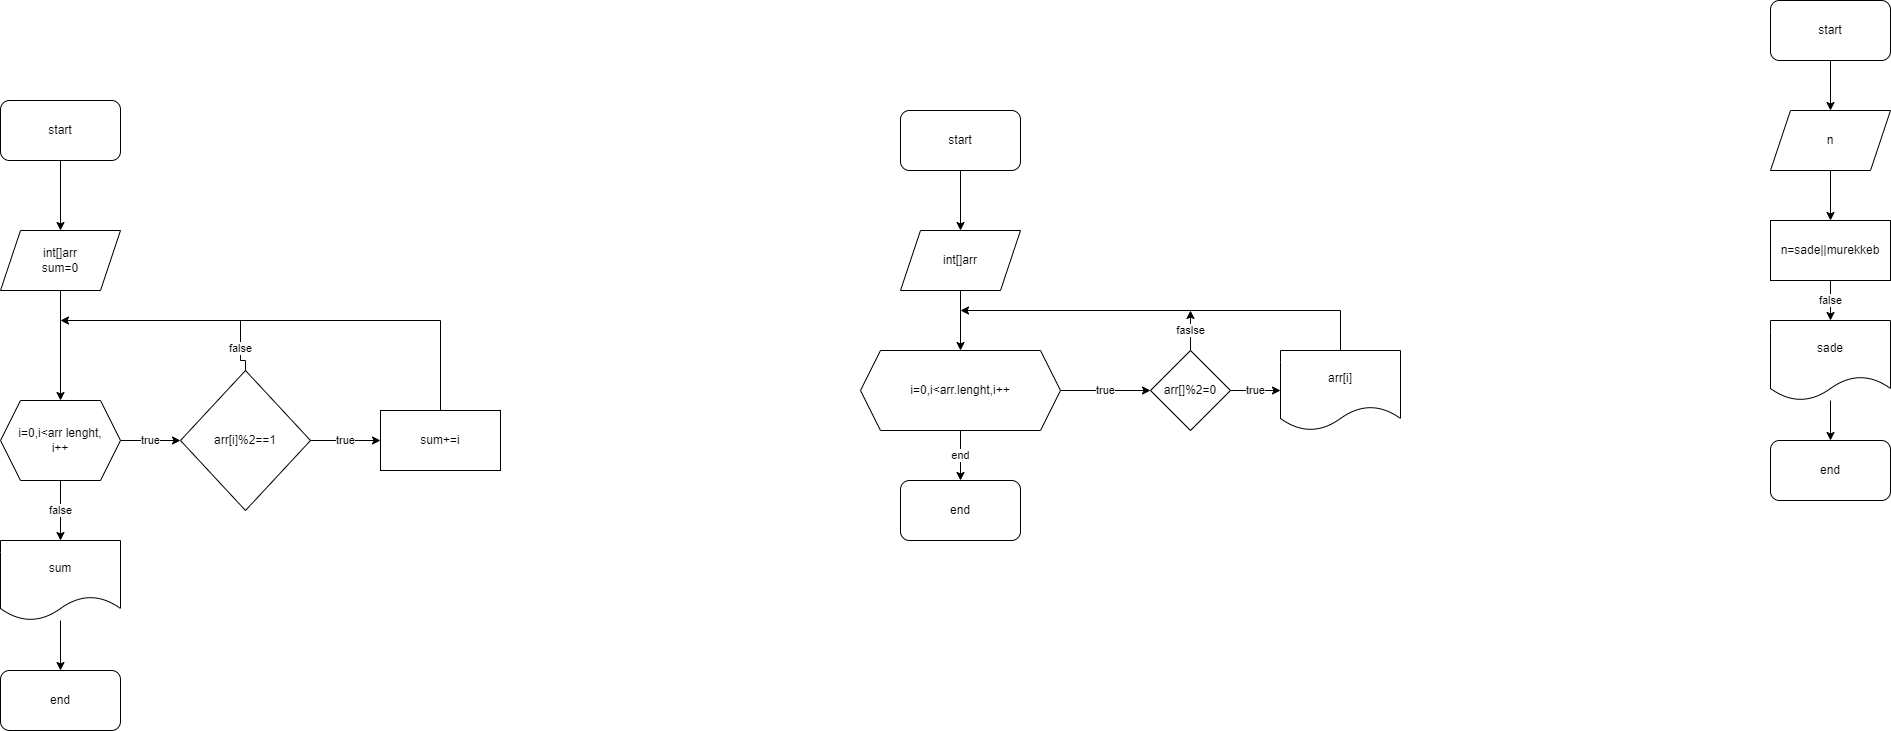 start
int[]arr
sum=0
false
i=0,i<arr lenght,
i++
true
arr[i]%2==1
true
sum+=i
false
sum
end
start
int[]arr
faslse
i=0,i<arr.lenght,i++
true
arr[]%2=0
true
arr[i]
end
end
start
n
n=sade||murekkeb
false
sade
end